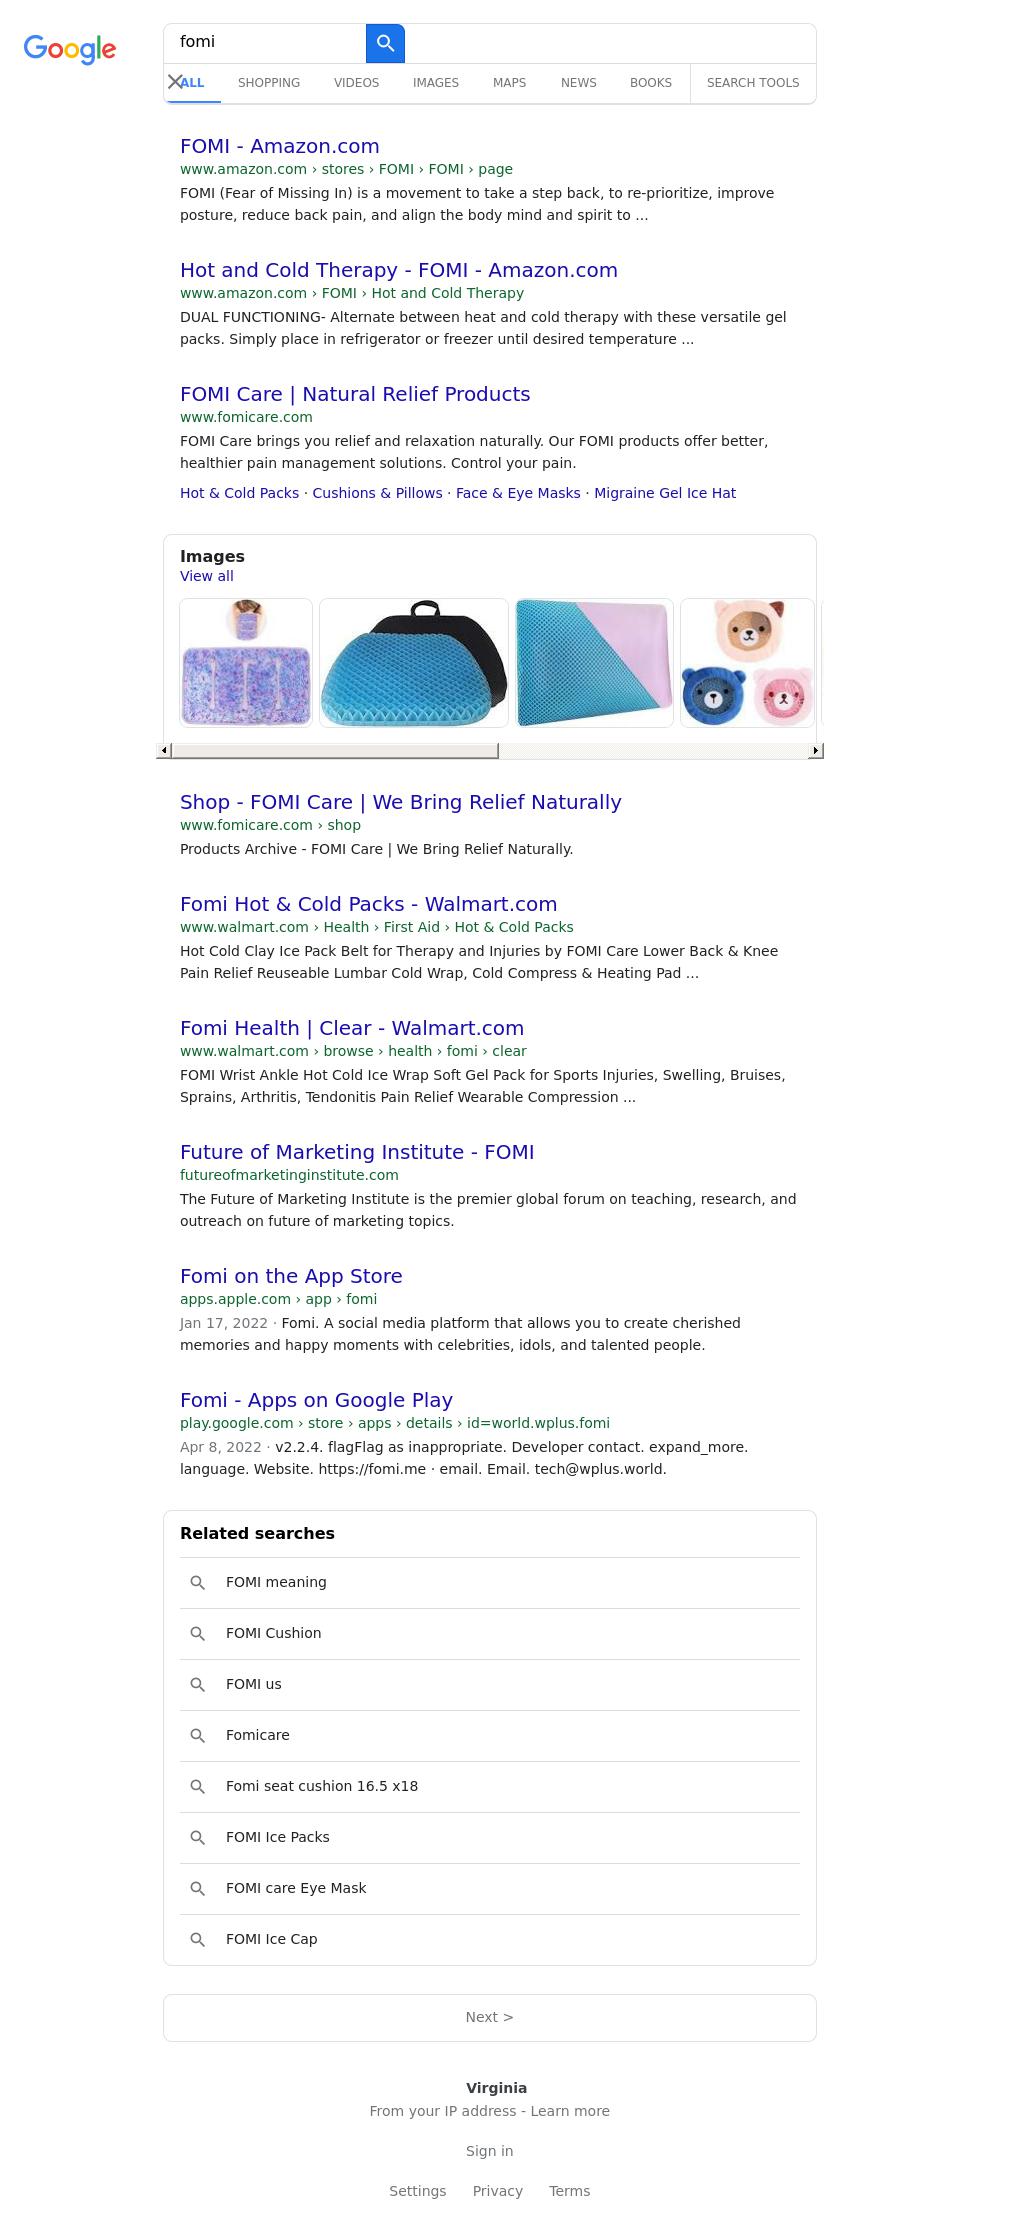 Google
fomi
ALL SHOPPING VIDEOS IMAGES MAPS NEWS BOOKS SEARCH TOOLS
FOMI - Amazon.com
www.amazon.com › stores › FOMI › FOMI › page
FOMI (Fear of Missing In) is a movement to take a step back, to re-prioritize, improve
posture, reduce back pain, and align the body mind and spirit to ...
Hot and Cold Therapy - FOMI - Amazon.com
www.amazon.com › FOMI › Hot and Cold Therapy
DUAL FUNCTIONING- Alternate between heat and cold therapy with these versatile gel
packs. Simply place in refrigerator or freezer until desired temperature ...
FOMI Care | Natural Relief Products
www.fomicare.com
FOMI Care brings you relief and relaxation naturally. Our FOMI products offer better,
healthier pain management solutions. Control your pain.
Hot & Cold Packs · Cushions & Pillows · Face & Eye Masks · Migraine Gel Ice Hat
Images
View all
Shop - FOMI Care | We Bring Relief Naturally
www.fomicare.com › shop
Products Archive - FOMI Care | We Bring Relief Naturally.
Fomi Hot & Cold Packs - Walmart.com
www.walmart.com › Health › First Aid › Hot & Cold Packs
Hot Cold Clay Ice Pack Belt for Therapy and Injuries by FOMI Care Lower Back & Knee
Pain Relief Reuseable Lumbar Cold Wrap, Cold Compress & Heating Pad ...
Fomi Health | Clear - Walmart.com
www.walmart.com › browse › health › fomi › clear
FOMI Wrist Ankle Hot Cold Ice Wrap Soft Gel Pack for Sports Injuries, Swelling, Bruises,
Sprains, Arthritis, Tendonitis Pain Relief Wearable Compression ...
Future of Marketing Institute - FOMI
futureofmarketinginstitute.com
The Future of Marketing Institute is the premier global forum on teaching, research, and
outreach on future of marketing topics.
Fomi on the App Store
apps.apple.com › app › fomi
Jan 17, 2022 · Fomi. A social media platform that allows you to create cherished
memories and happy moments with celebrities, idols, and talented people.
Fomi - Apps on Google Play
play.google.com › store › apps › details › id=world.wplus.fomi
Apr 8, 2022 · v2.2.4. flagFlag as inappropriate. Developer contact. expand_more.
language. Website. https://fomi.me · email. Email. tech@wplus.world.
Related searches
FOMI meaning
FOMI Cushion
FOMI us
Fomicare
Fomi seat cushion 16.5 x18
FOMI Ice Packs
FOMI care Eye Mask
FOMI Ice Cap
Next >
Virginia
From your IP address - Learn more
Sign in
Settings Privacy Terms